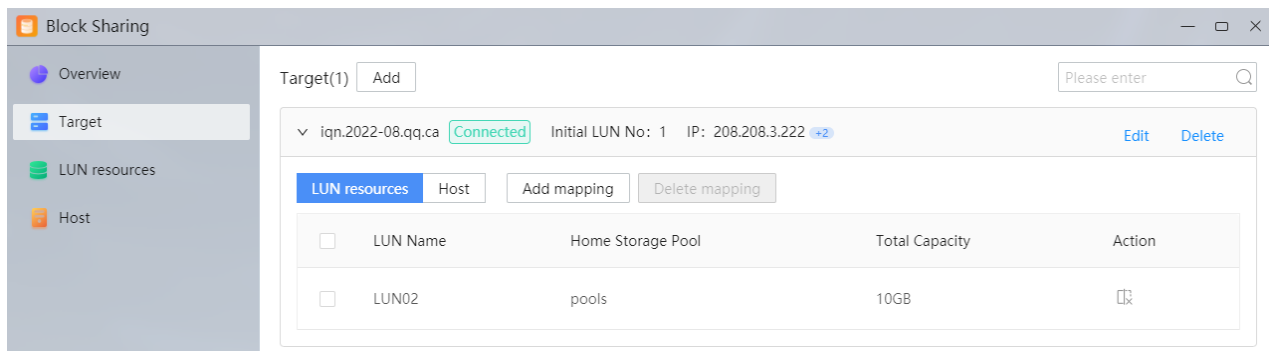 Block Sharing
Overview
Target
LUN resources
Host
Target(1) Add Please enter
iqn.2022-08.qq.ca Connected Initial LUN No: 1 IP: 208.208.3.222 +2 Edit Delete
LUN resources Host Add mapping Delete mapping
LUN Name Home Storage Pool Total Capacity Action
LUN02 pools 10GB